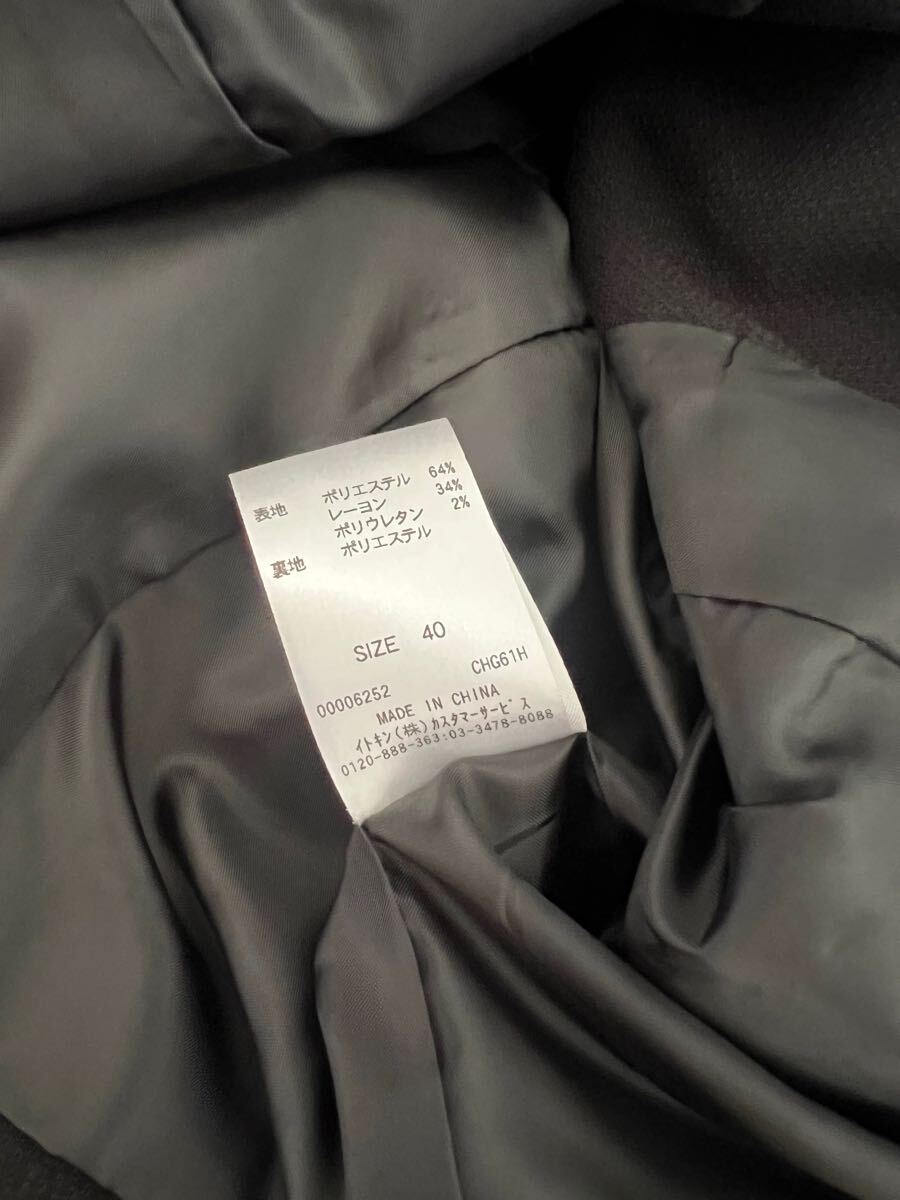 表地 ポリエステル 64%
レーヨン 34%
ポリウレタン 2%
裏地 ポリエステル
SIZE 40
00006252 CHG61H
MADE IN CHINA
イトキン(株)カスタマーサービス
0120-888-363:03-3478-8088